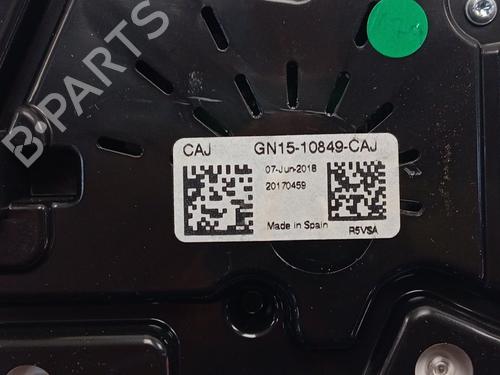 CAJ GN15-10849-CAJ
07-Jun-2018
20170459
Made in Spain
R5VSA
B-PARTS